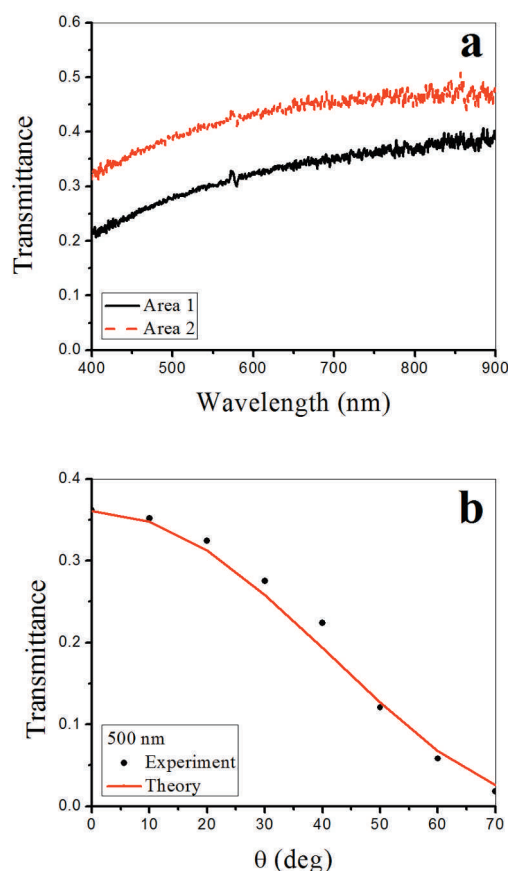 a
0.6
0.5
0.4
0.3
0.2
0.1
0.0
Transmittance
Area 1
Area 2
400 500 600 700 800 900
Wavelength (nm)
b
0.4
0.3
0.2
0.1
0.0
Transmittance
500 nm
Experiment
Theory
0 10 20 30 40 50 60 70
θ (deg)